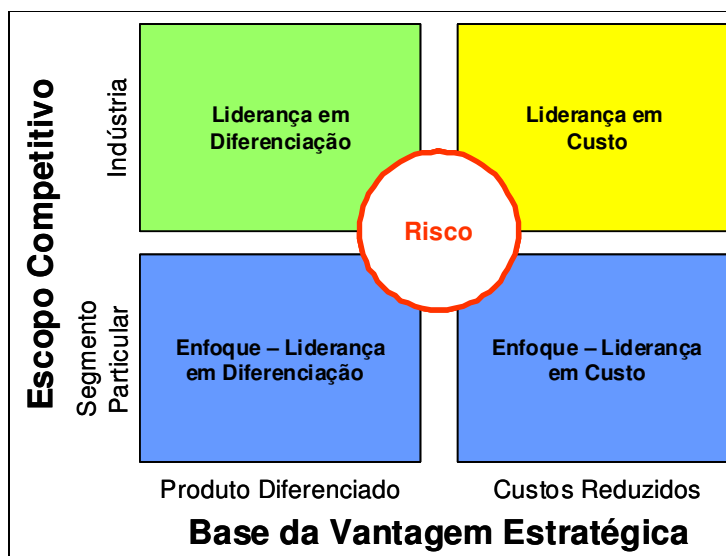 Escopo Competitivo
Indústria
Liderança em
Diferenciação
Liderança em
Custo
Risco
Segmento
Particular
Enfoque – Liderança
em Diferenciação
Enfoque – Liderança
em Custo
Produto Diferenciado
Custos Reduzidos
Base da Vantagem Estratégica